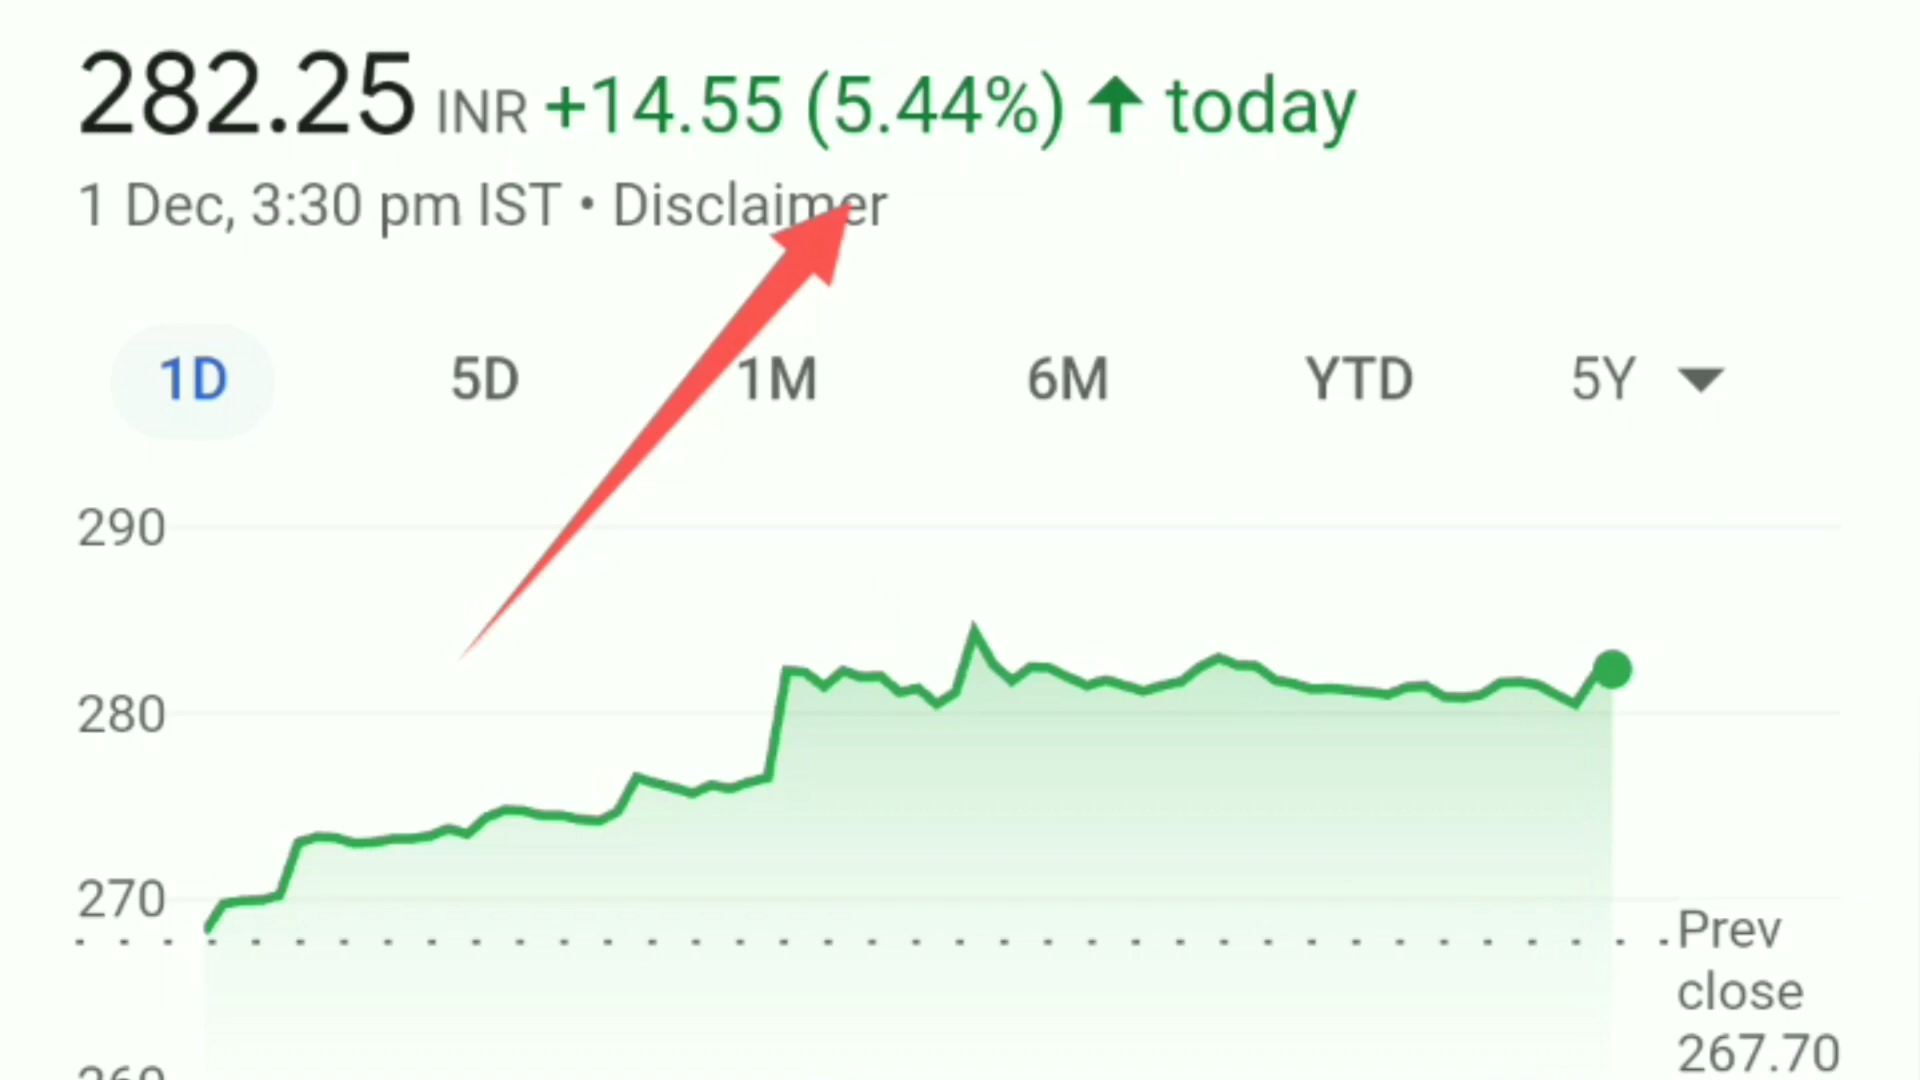 282.25 INR +14.55 (5.44%) ↑ today
1 Dec, 3:30 pm IST • Disclaimer
1D 5D 1M 6M YTD 5Y
290
280
270
Prev
close
267.70